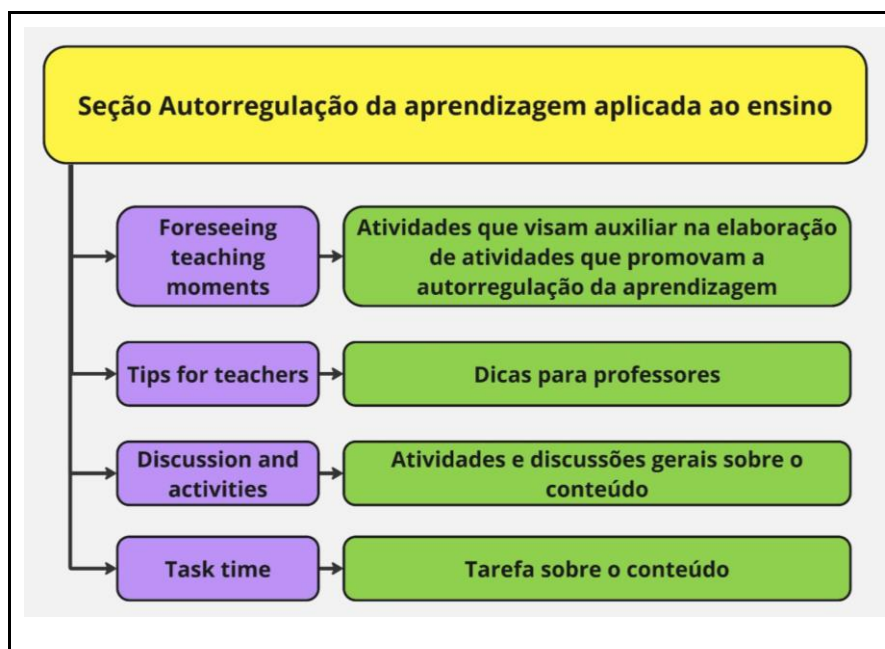 Seção Autorregulação da aprendizagem aplicada ao ensino
Foreseeing
teaching
moments
Atividades que visam auxiliar na elaboração
de atividades que promovam a
autorregulação da aprendizagem
Tips for teachers
Dicas para professores
Discussion and
activities
Atividades e discussões gerais sobre o
conteúdo
Task time
Tarefa sobre o conteúdo